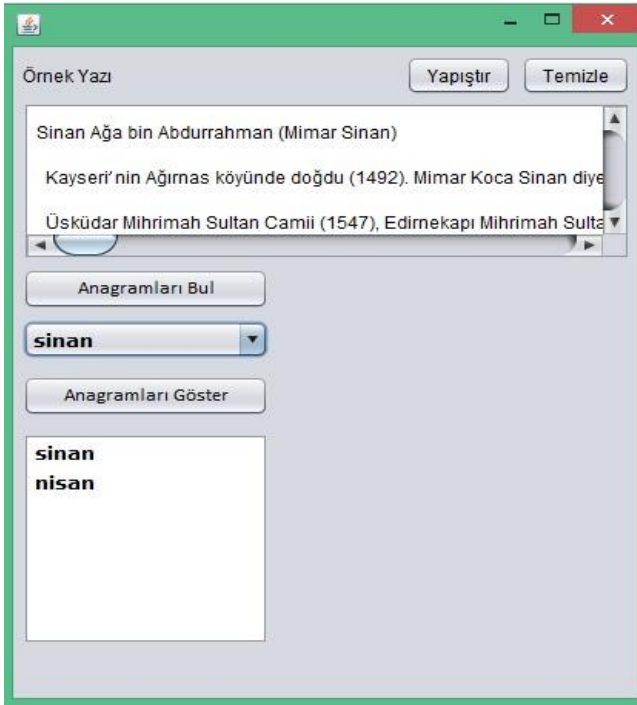 Örnek Yazı Yapıştır Temizle
Sinan Ağa bin Abdurrahman (Mimar Sinan)
Kayseri'nin Ağırnas köyünde doğdu (1492). Mimar Koca Sinan diye
Üsküdar Mihrimah Sultan Camii (1547), Edirnekapı Mihrimah Sulta
Anagramları Bul
sinan
Anagramları Göster
sinan
nisan